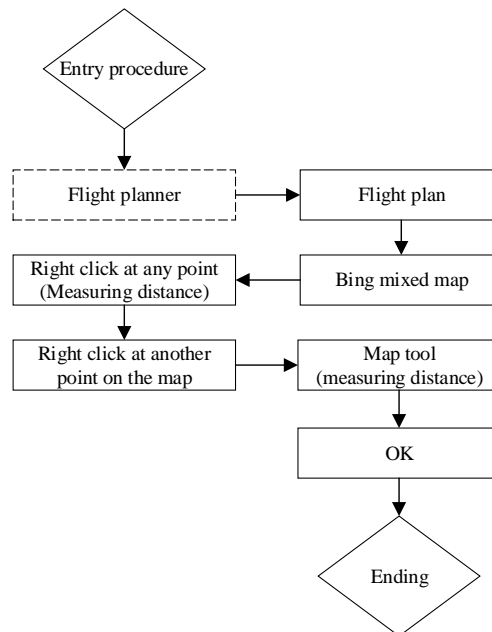 Entry procedure
Flight planner
Flight plan
Bing mixed map
Right click at any point
(Measuring distance)
Right click at another
point on the map
Map tool
(measuring distance)
OK
Ending